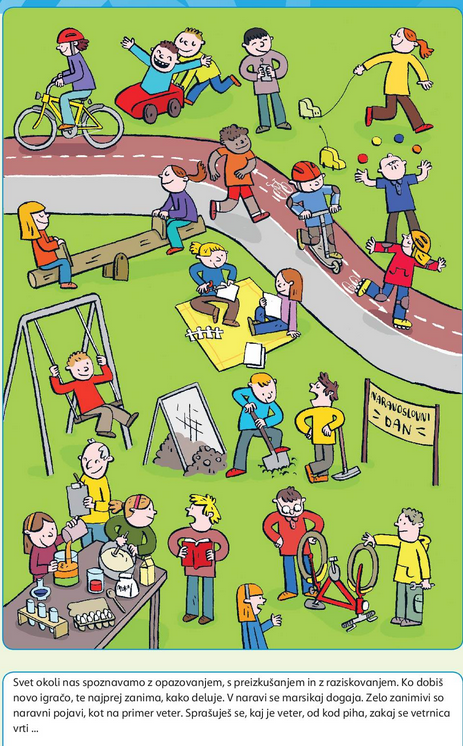 NARAVOSLOVNI
DAN
Svet okoli nas spoznavamo z opazovanjem, s preizkušanjem in z raziskovanjem. Ko dobiš
novo igračo, te najprej zanima, kako deluje. V naravi se marsikaj dogaja. Zelo zanimivi so
naravni pojavi, kot na primer veter. Sprašuješ se, kaj je veter, od kod piha, zakaj se vetrnica
vrti ...